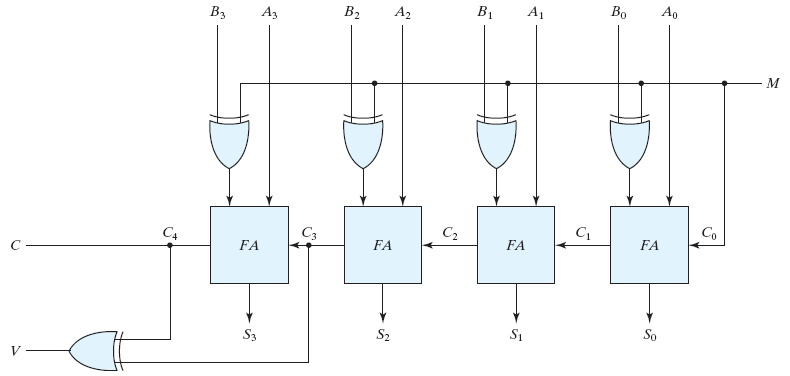 B3 A3 B2 A2 B1 A1 B0 A0
M
C C4 FA C3 FA C2 FA C1 FA C0
S3 S2 S1 S0
V